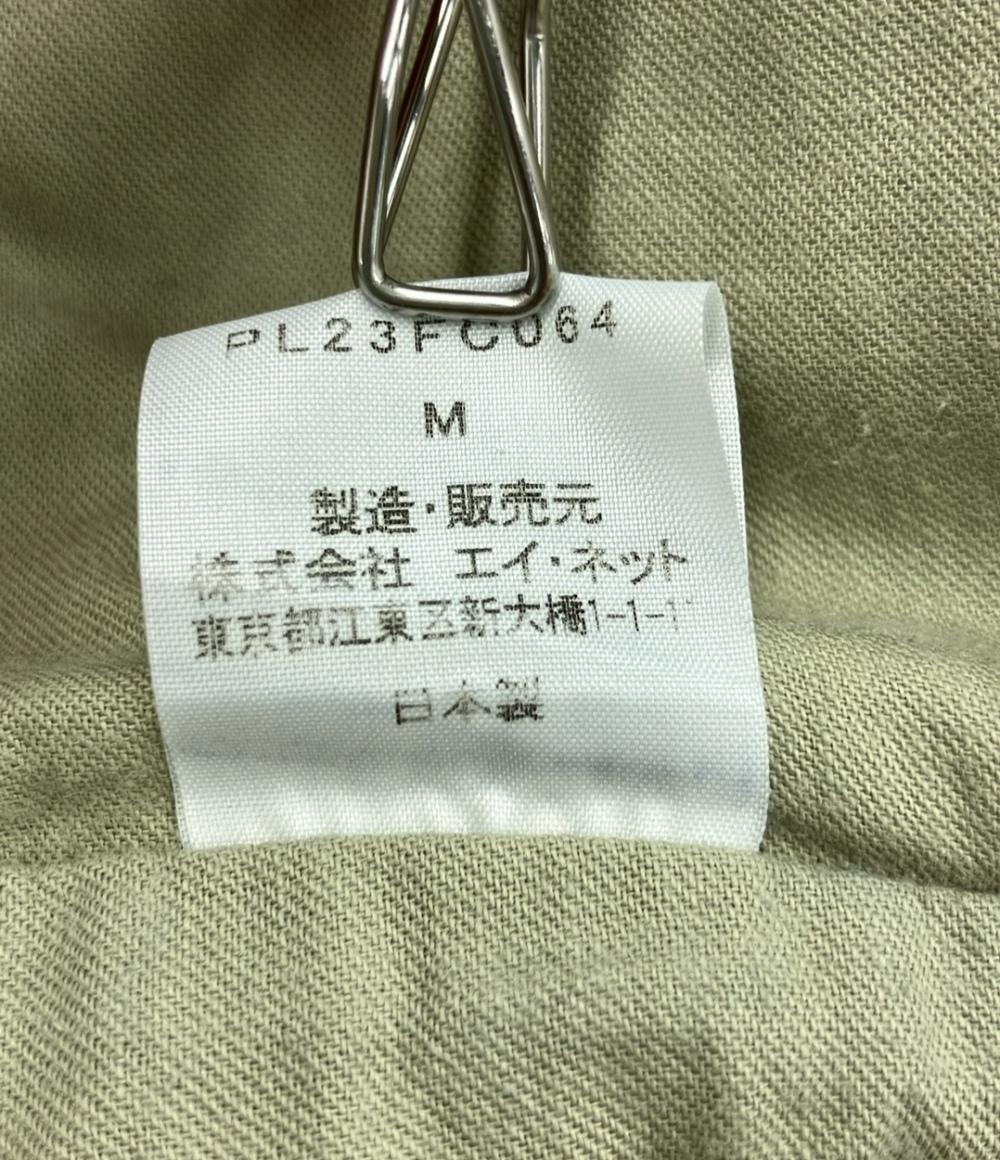 PL23FC064
M
製造・販売元
株式会社 エイ・ネット
東京都江東区新大橋1-1-1
日本製